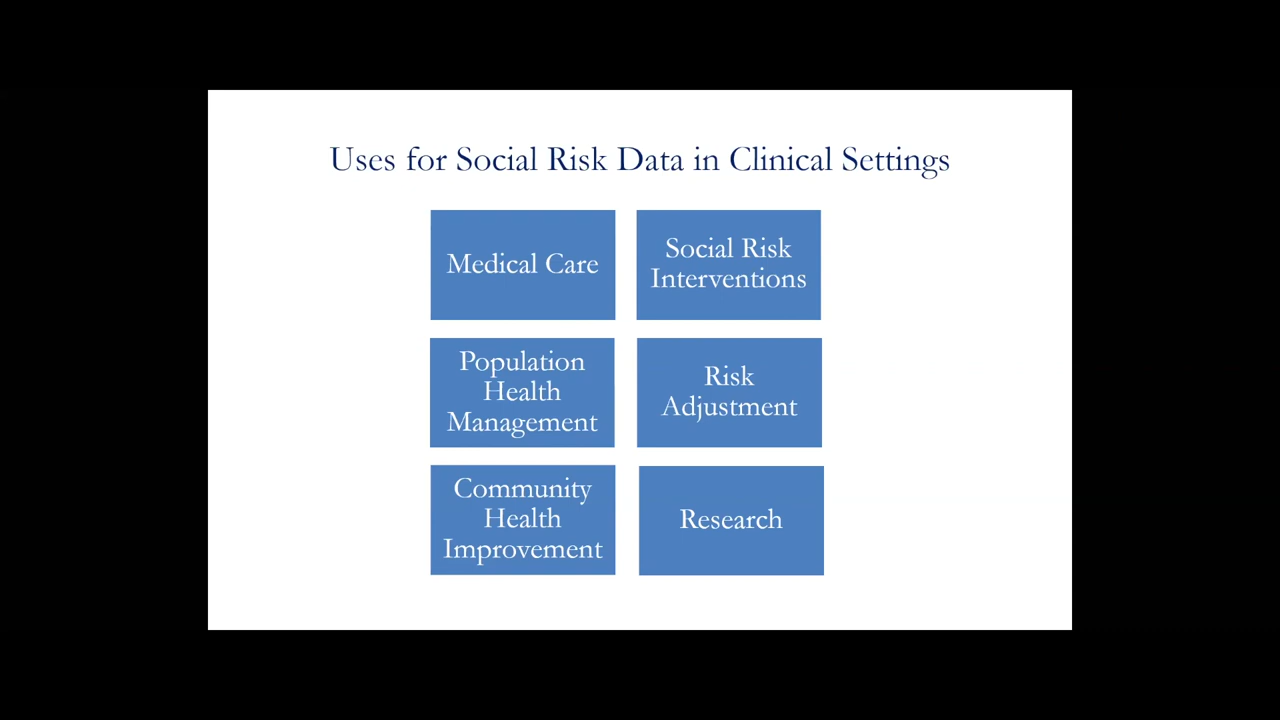 Uses for Social Risk Data in Clinical Settings
Medical Care
Social Risk
Interventions
Population
Health
Management
Risk
Adjustment
Community
Health
Improvement
Research